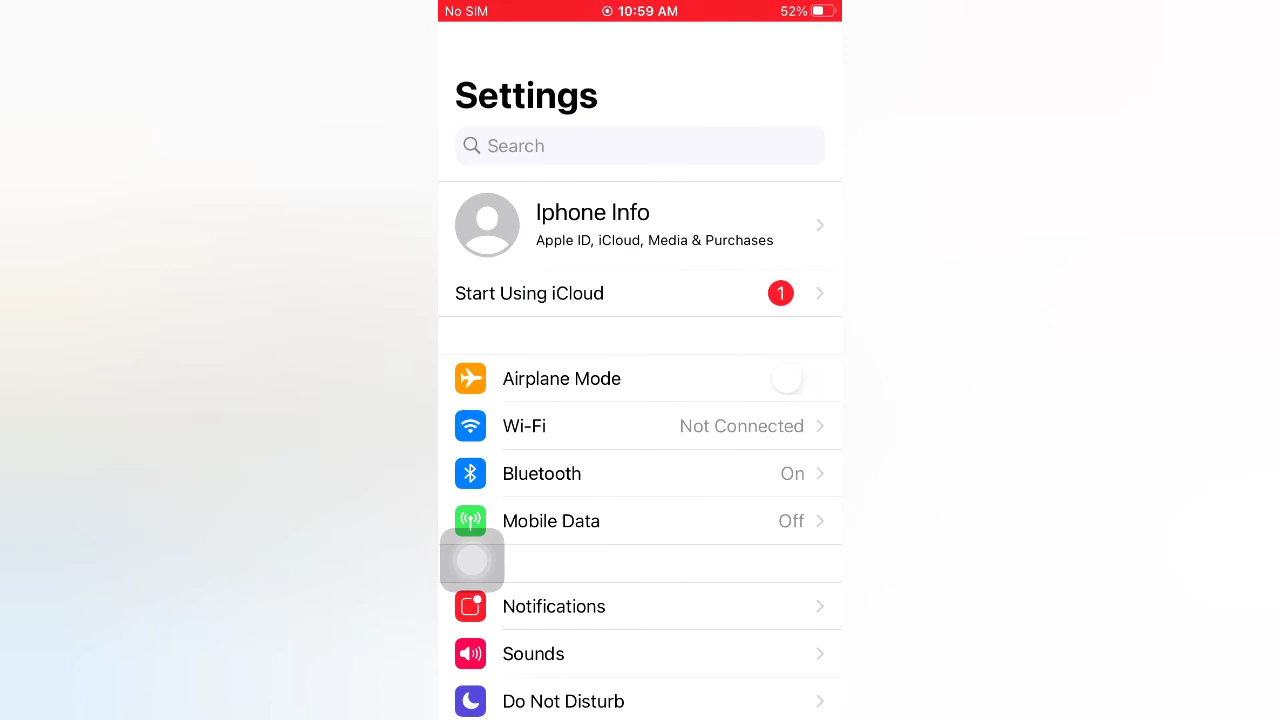 No SIM 10:59 AM 52%
Settings
Search
Iphone Info
Apple ID, iCloud, Media & Purchases
Start Using iCloud 1
Airplane Mode
Wi-Fi Not Connected
Bluetooth On
Mobile Data Off
Notifications
Sounds
Do Not Disturb